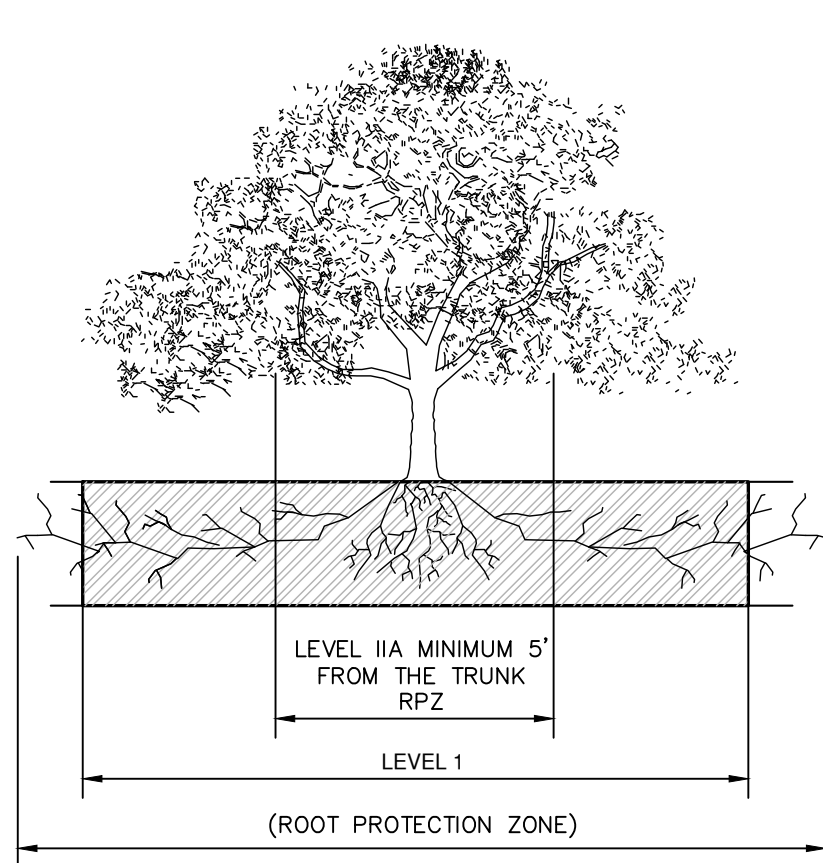 LEVEL IIA MINIMUM 5'
FROM THE TRUNK
RPZ
LEVEL 1
(ROOT PROTECTION ZONE)